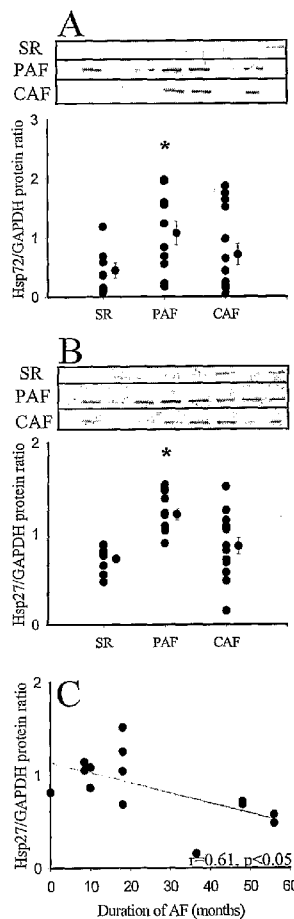 A
SR
PAF
CAF
3
2
1
0
Hsp72/GAPDH protein ratio
*
SR PAF CAF
B
SR
PAF
CAF
2
1
0
Hsp27/GAPDH protein ratio
*
SR PAF CAF
C
2
1
0
Hsp27/GAPDH protein ratio
r=0.61, p<0.05
0 10 20 30 40 50 60
Duration of AF (months)